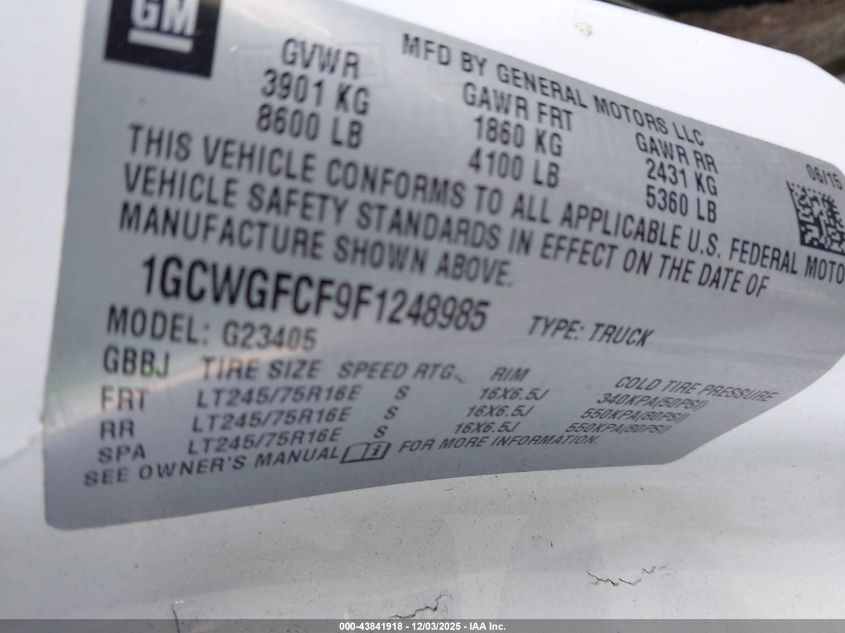 GM
MFD BY GENERAL MOTORS LLC
GVWR GAWR FRT GAWR RR
3901 KG 1860 KG 2431 KG
8600 LB 4100 LB 5360 LB
06/15
THIS VEHICLE CONFORMS TO ALL APPLICABLE U.S. FEDERAL MOTO
VEHICLE SAFETY STANDARDS IN EFFECT ON THE DATE OF
MANUFACTURE SHOWN ABOVE.
1GCWGFCF9F1248985 TYPE: TRUCK
MODEL: G23405
GBBJ TIRE SIZE SPEED RTG RIM COLD TIRE PRESSURE
FRT LT245/75R16E S 16X6.5J 340KPA(50PSI)
RR LT245/75R16E S 16X6.5J 550KPA(80PSI)
SPA LT245/75R16E S 16X6.5J 550KPA(80PSI)
SEE OWNER'S MANUAL FOR MORE INFORMATION.
000-43841918 - 12/03/2025 - IAA Inc.